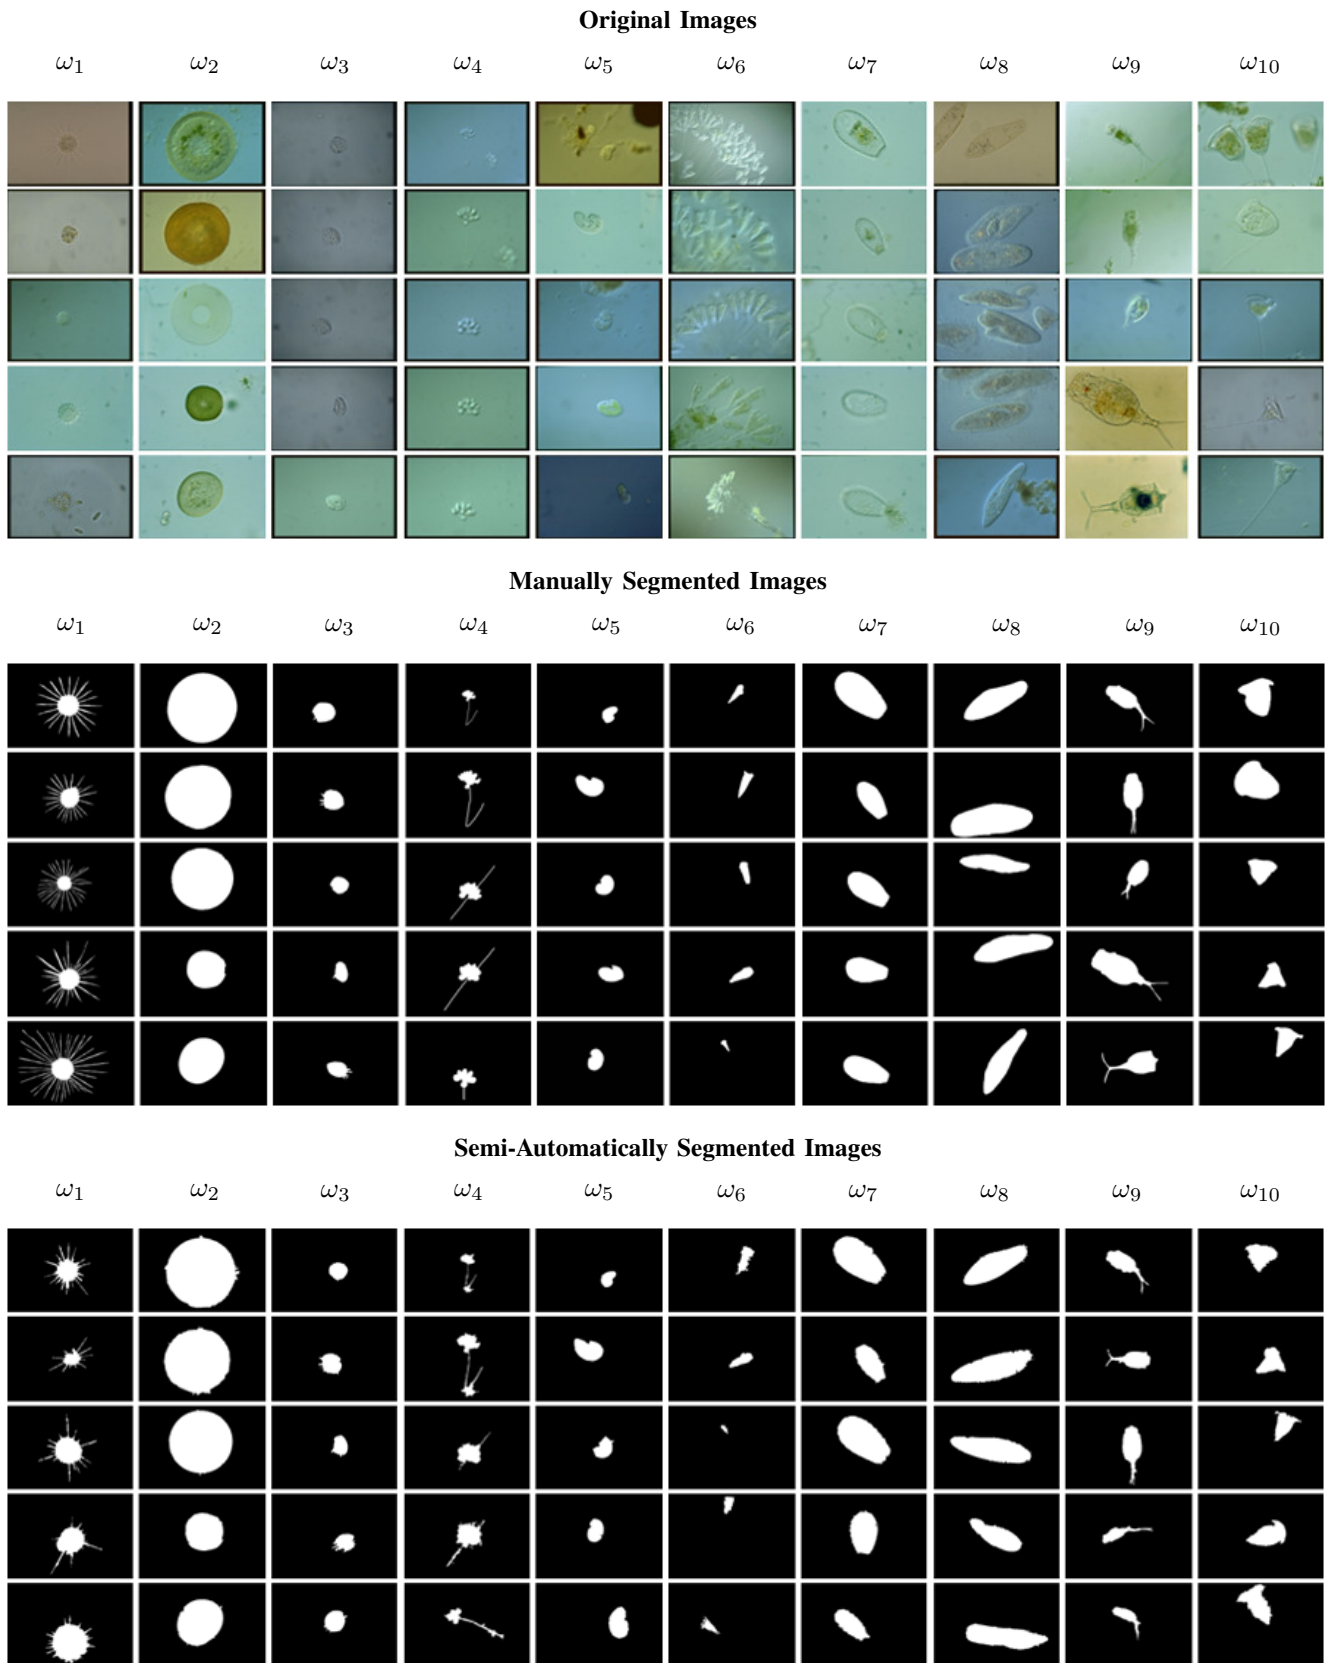 Original Images
ω1 ω2 ω3 ω4 ω5 ω6 ω7 ω8 ω9 ω10
Manually Segmented Images
ω1 ω2 ω3 ω4 ω5 ω6 ω7 ω8 ω9 ω10
Semi-Automatically Segmented Images
ω1 ω2 ω3 ω4 ω5 ω6 ω7 ω8 ω9 ω10